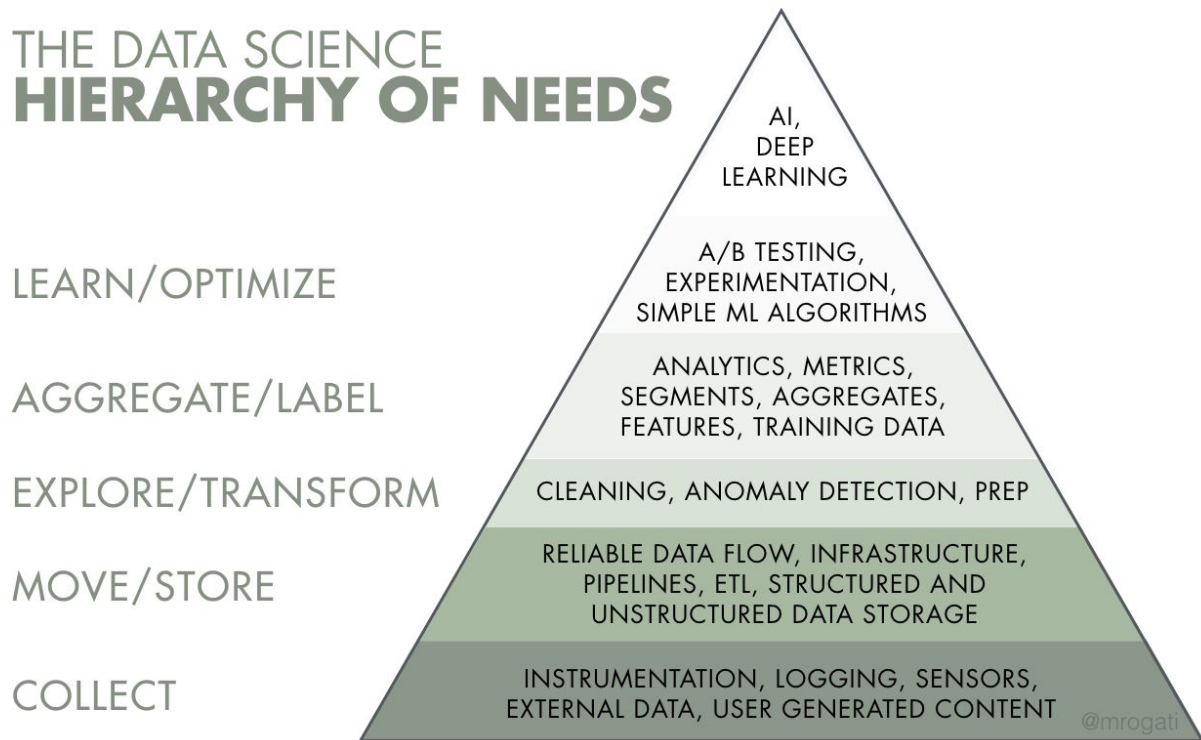 THE DATA SCIENCE
HIERARCHY OF NEEDS
AI,
DEEP
LEARNING
LEARN/OPTIMIZE
A/B TESTING,
EXPERIMENTATION,
SIMPLE ML ALGORITHMS
AGGREGATE/LABEL
ANALYTICS, METRICS,
SEGMENTS, AGGREGATES,
FEATURES, TRAINING DATA
EXPLORE/TRANSFORM
CLEANING, ANOMALY DETECTION, PREP
MOVE/STORE
RELIABLE DATA FLOW, INFRASTRUCTURE,
PIPELINES, ETL, STRUCTURED AND
UNSTRUCTURED DATA STORAGE
COLLECT
INSTRUMENTATION, LOGGING, SENSORS,
EXTERNAL DATA, USER GENERATED CONTENT
@mrogati